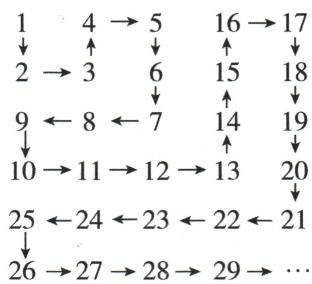 1 4 → 5 16 → 17
↓ ↑ ↓ ↑ ↓
2 → 3 6 15 18
↓ ↑ ↓
9 ← 8 ← 7 14 19
↓ ↑ ↓
10 → 11 → 12 → 13 20
↓
25 ← 24 ← 23 ← 22 ← 21
↓
26 → 27 → 28 → 29 → ⋯